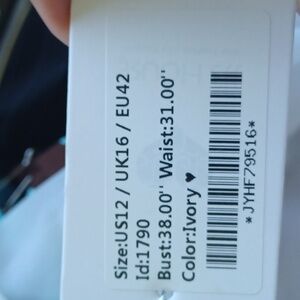 Size:US12 / UK16 / EU42
Id:1790
Bust:38.00'' Waist:31.00''
Color:Ivory ♥
*JYHF79516*